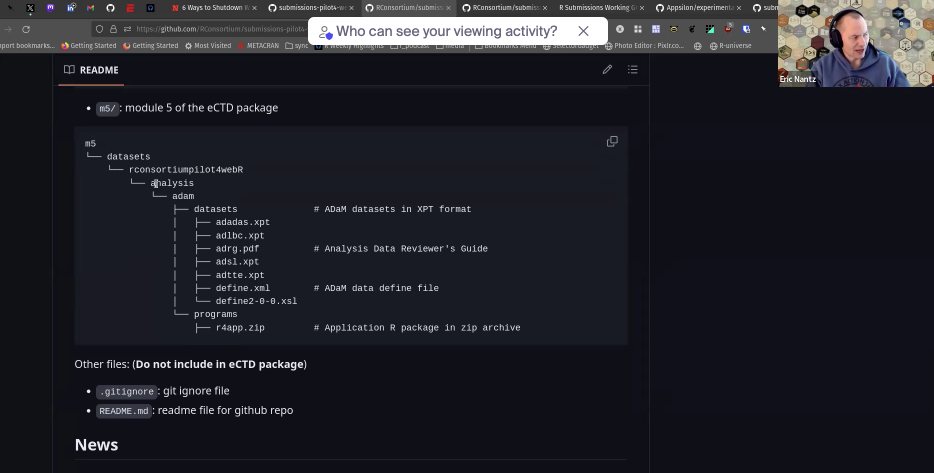 6 Ways to Shutdown W
submissions-pilot4-w
RConsortium/submiss
RConsortium/submiss
R Submissions Working G
Appsilon/experiment
subm
https://github.com/RConsortium/submissions-pilot4-
Who can see your viewing activity?
port bookmarks...
Getting Started
Getting Started
Most Visited
METACRAN
R Weekly Highlights
podcast
media
Bookmarks Menu
SelectorGadget
Photo Editor : Pixlr.co...
R-universe
Eric Nantz
README
m5/: module 5 of the eCTD package
m5
└── datasets
└── rconsortiumpilot4webR
└── analysis
└── adam
├── datasets # ADaM datasets in XPT format
│ ├── adadas.xpt
│ ├── adlbc.xpt
│ ├── adrg.pdf # Analysis Data Reviewer's Guide
│ ├── adsl.xpt
│ ├── adtte.xpt
│ ├── define.xml # ADaM data define file
│ └── define2-0-0.xsl
└── programs
├── r4app.zip # Application R package in zip archive
Other files: (Do not include in eCTD package)
.gitignore: git ignore file
README.md: readme file for github repo
News